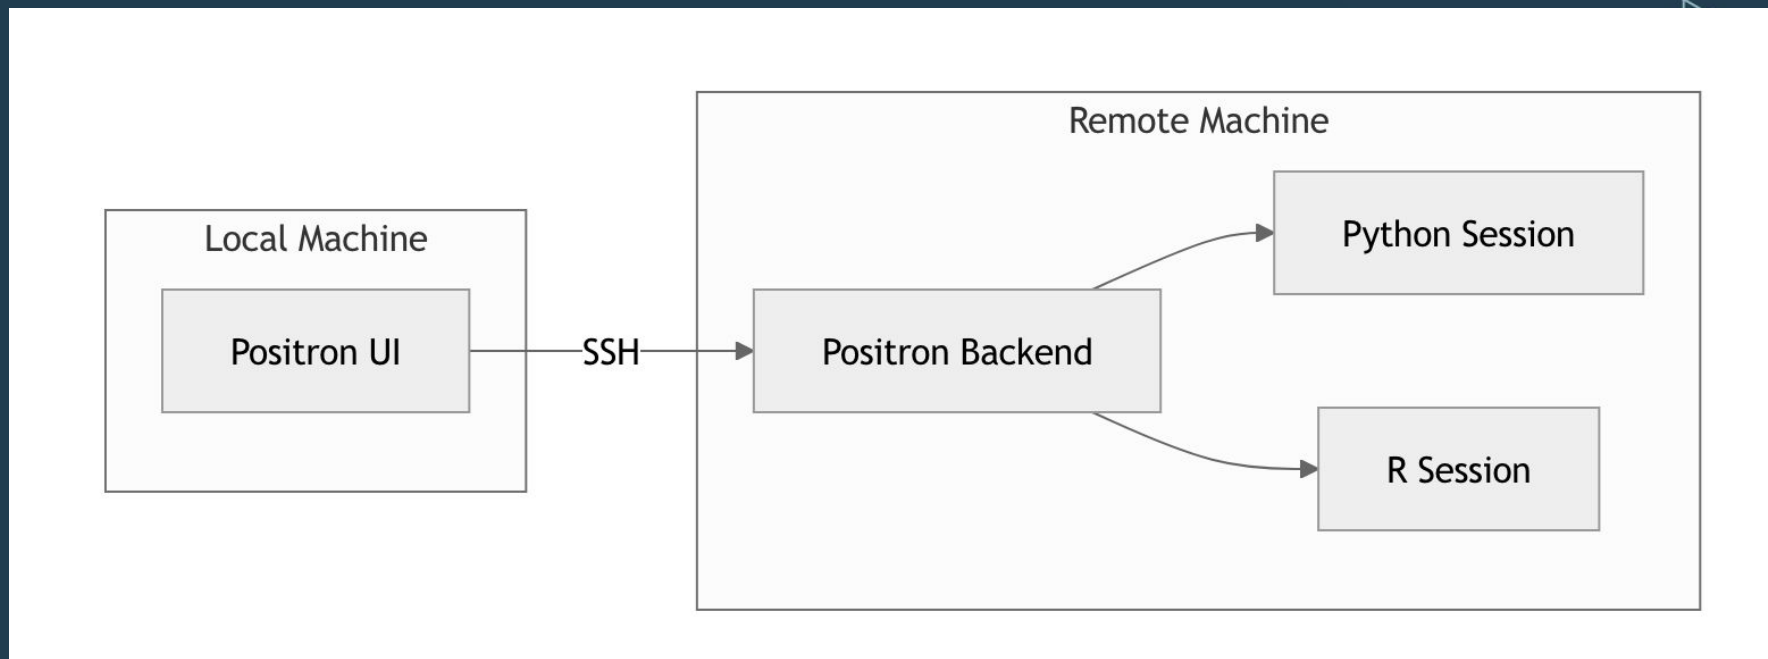 Remote Machine
Local Machine
Python Session
Positron UI
SSH
Positron Backend
R Session